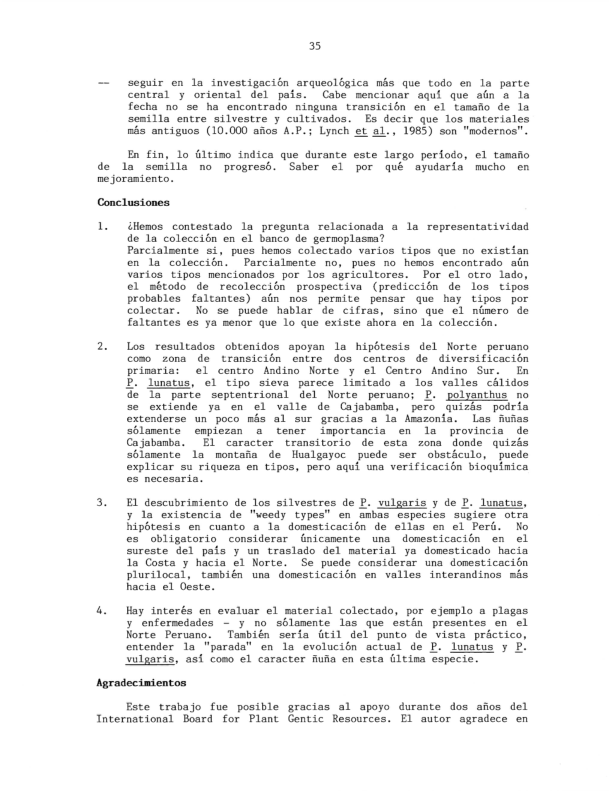 35
-- seguir en la investigación arqueológica más que todo en la parte
central y oriental del país. Cabe mencionar aquí que aún a la
fecha no se ha encontrado ninguna transición en el tamaño de la
semilla entre silvestre y cultivados. Es decir que los materiales
más antiguos (10.000 años A.P.; Lynch et al., 1985) son "modernos".
En fin, lo último indica que durante este largo período, el tamaño
de la semilla no progresó. Saber el por qué ayudaría mucho en
mejoramiento.
Conclusiones
1. ¿Hemos contestado la pregunta relacionada a la representatividad
de la colección en el banco de germoplasma?
Parcialmente si, pues hemos colectado varios tipos que no existían
en la colección. Parcialmente no, pues no hemos encontrado aún
varios tipos mencionados por los agricultores. Por el otro lado,
el método de recolección prospectiva (predicción de los tipos
probables faltantes) aún nos permite pensar que hay tipos por
colectar. No se puede hablar de cifras, sino que el número de
faltantes es ya menor que lo que existe ahora en la colección.
2. Los resultados obtenidos apoyan la hipótesis del Norte peruano
como zona de transición entre dos centros de diversificación
primaria: el centro Andino Norte y el Centro Andino Sur. En
P. lunatus, el tipo sieva parece limitado a los valles cálidos
de la parte septentrional del Norte peruano; P. polyanthus no
se extiende ya en el valle de Cajabamba, pero quizás podría
extenderse un poco más al sur gracias a la Amazonía. Las ñuñas
sólamente empiezan a tener importancia en la provincia de
Cajabamba. El caracter transitorio de esta zona donde quizás
sólamente la montaña de Hualgayoc puede ser obstáculo, puede
explicar su riqueza en tipos, pero aquí una verificación bioquímica
es necesaria.
3. El descubrimiento de los silvestres de P. vulgaris y de P. lunatus,
y la existencia de "weedy types" en ambas especies sugiere otra
hipótesis en cuanto a la domesticación de ellas en el Perú. No
es obligatorio considerar únicamente una domesticación en el
sureste del país y un traslado del material ya domesticado hacia
la Costa y hacia el Norte. Se puede considerar una domesticación
plurilocal, también una domesticación en valles interandinos más
hacia el Oeste.
4. Hay interés en evaluar el material colectado, por ejemplo a plagas
y enfermedades - y no sólamente las que están presentes en el
Norte Peruano. También sería útil del punto de vista práctico,
entender la "parada" en la evolución actual de P. lunatus y P.
vulgaris, así como el caracter ñuña en esta última especie.
Agradecimientos
Este trabajo fue posible gracias al apoyo durante dos años del
International Board for Plant Gentic Resources. El autor agradece en